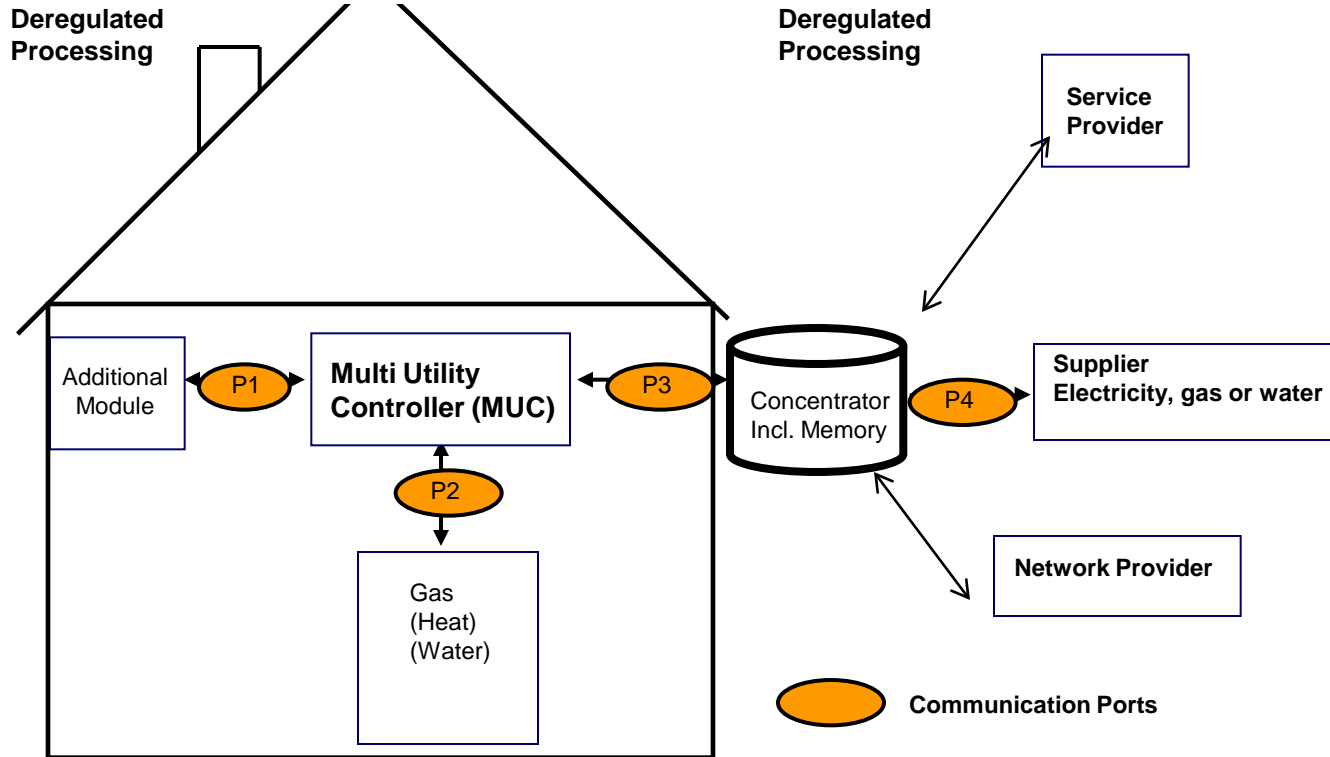 Deregulated
Processing
Deregulated
Processing
Service
Provider
Additional
Module
P1
Multi Utility
Controller (MUC)
P3
Concentrator
Incl. Memory
P4
Supplier
Electricity, gas or water
P2
Gas
(Heat)
(Water)
Network Provider
Communication Ports